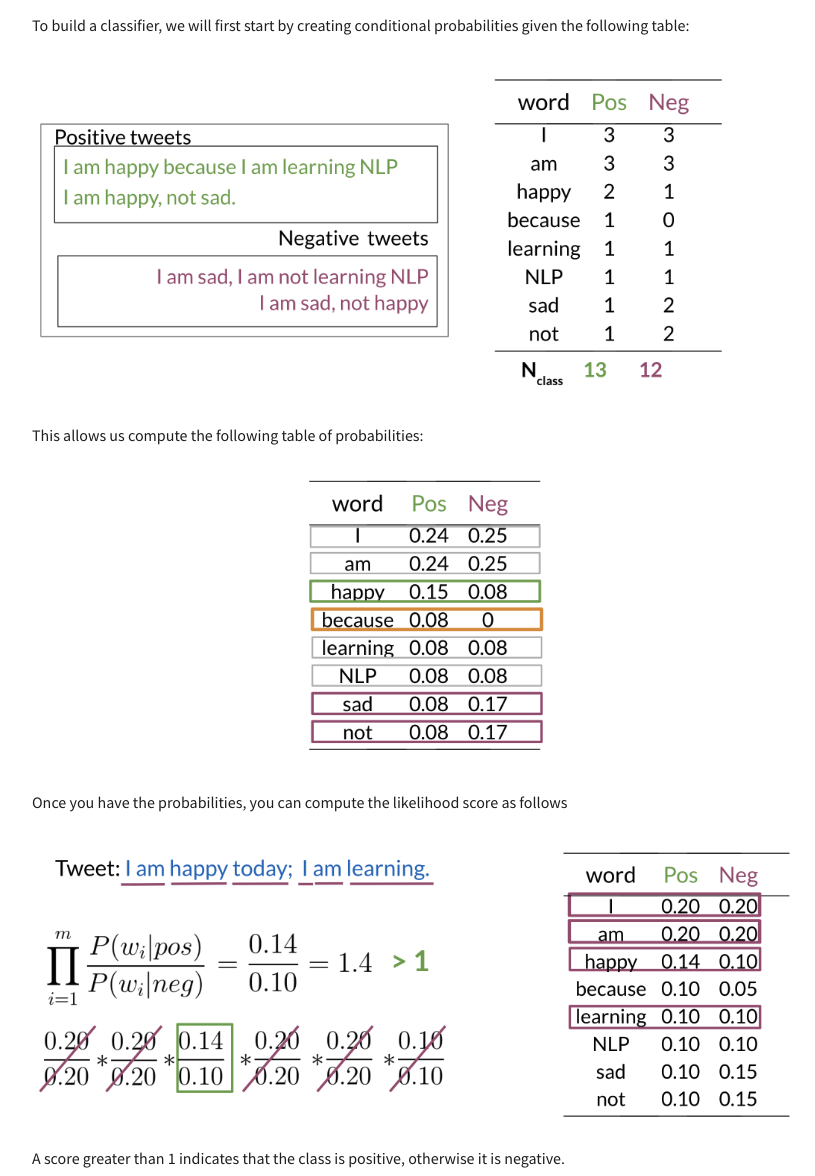 To build a classifier, we will first start by creating conditional probabilities given the following table:
Positive tweets
I am happy because I am learning NLP
I am happy, not sad.
Negative tweets
I am sad, I am not learning NLP
I am sad, not happy
word Pos Neg
I 3 3
am 3 3
happy 2 1
because 1 0
learning 1 1
NLP 1 1
sad 1 2
not 1 2
N_class 13 12
This allows us compute the following table of probabilities:
word Pos Neg
I 0.24 0.25
am 0.24 0.25
happy 0.15 0.08
because 0.08 0
learning 0.08 0.08
NLP 0.08 0.08
sad 0.08 0.17
not 0.08 0.17
Once you have the probabilities, you can compute the likelihood score as follows
Tweet: I am happy today; I am learning.
∏_{i=1}^{m} P(w_i|pos)/P(w_i|neg) = 0.14/0.10 = 1.4 > 1
0.20/0.20 * 0.20/0.20 * 0.14/0.10 * 0.20/0.20 * 0.20/0.20 * 0.10/0.10
word Pos Neg
I 0.20 0.20
am 0.20 0.20
happy 0.14 0.10
because 0.10 0.05
learning 0.10 0.10
NLP 0.10 0.10
sad 0.10 0.15
not 0.10 0.15
A score greater than 1 indicates that the class is positive, otherwise it is negative.